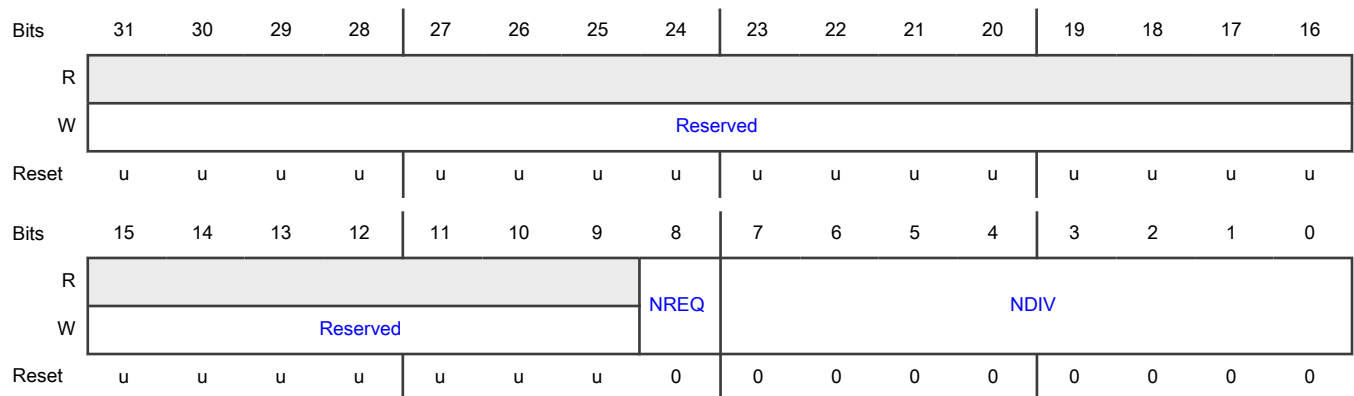 Bits 31 30 29 28 27 26 25 24 23 22 21 20 19 18 17 16
R
W Reserved
Reset u u u u u u u u u u u u u u u u
Bits 15 14 13 12 11 10 9 8 7 6 5 4 3 2 1 0
R
NREQ NDIV
W Reserved
Reset u u u u u u u 0 0 0 0 0 0 0 0 0